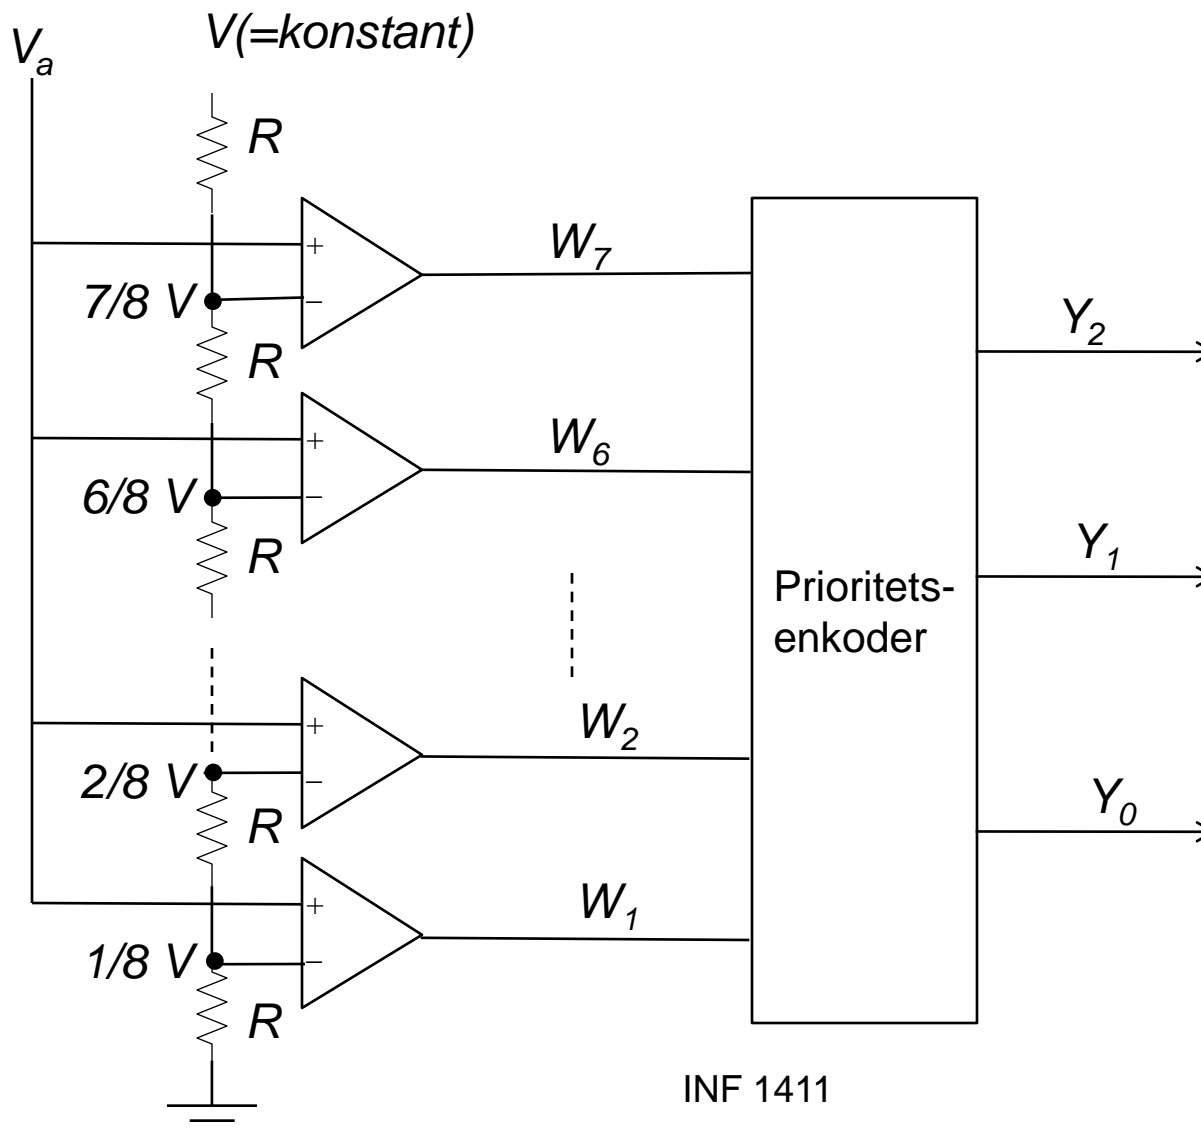 V(=konstant)
Va
R
+
W7
7/8 V
−
R
Y2
+
W6
6/8 V
−
R
Y1
Prioritets-
enkoder
+
W2
2/8 V
−
R
Y0
+
W1
1/8 V
−
R
INF 1411